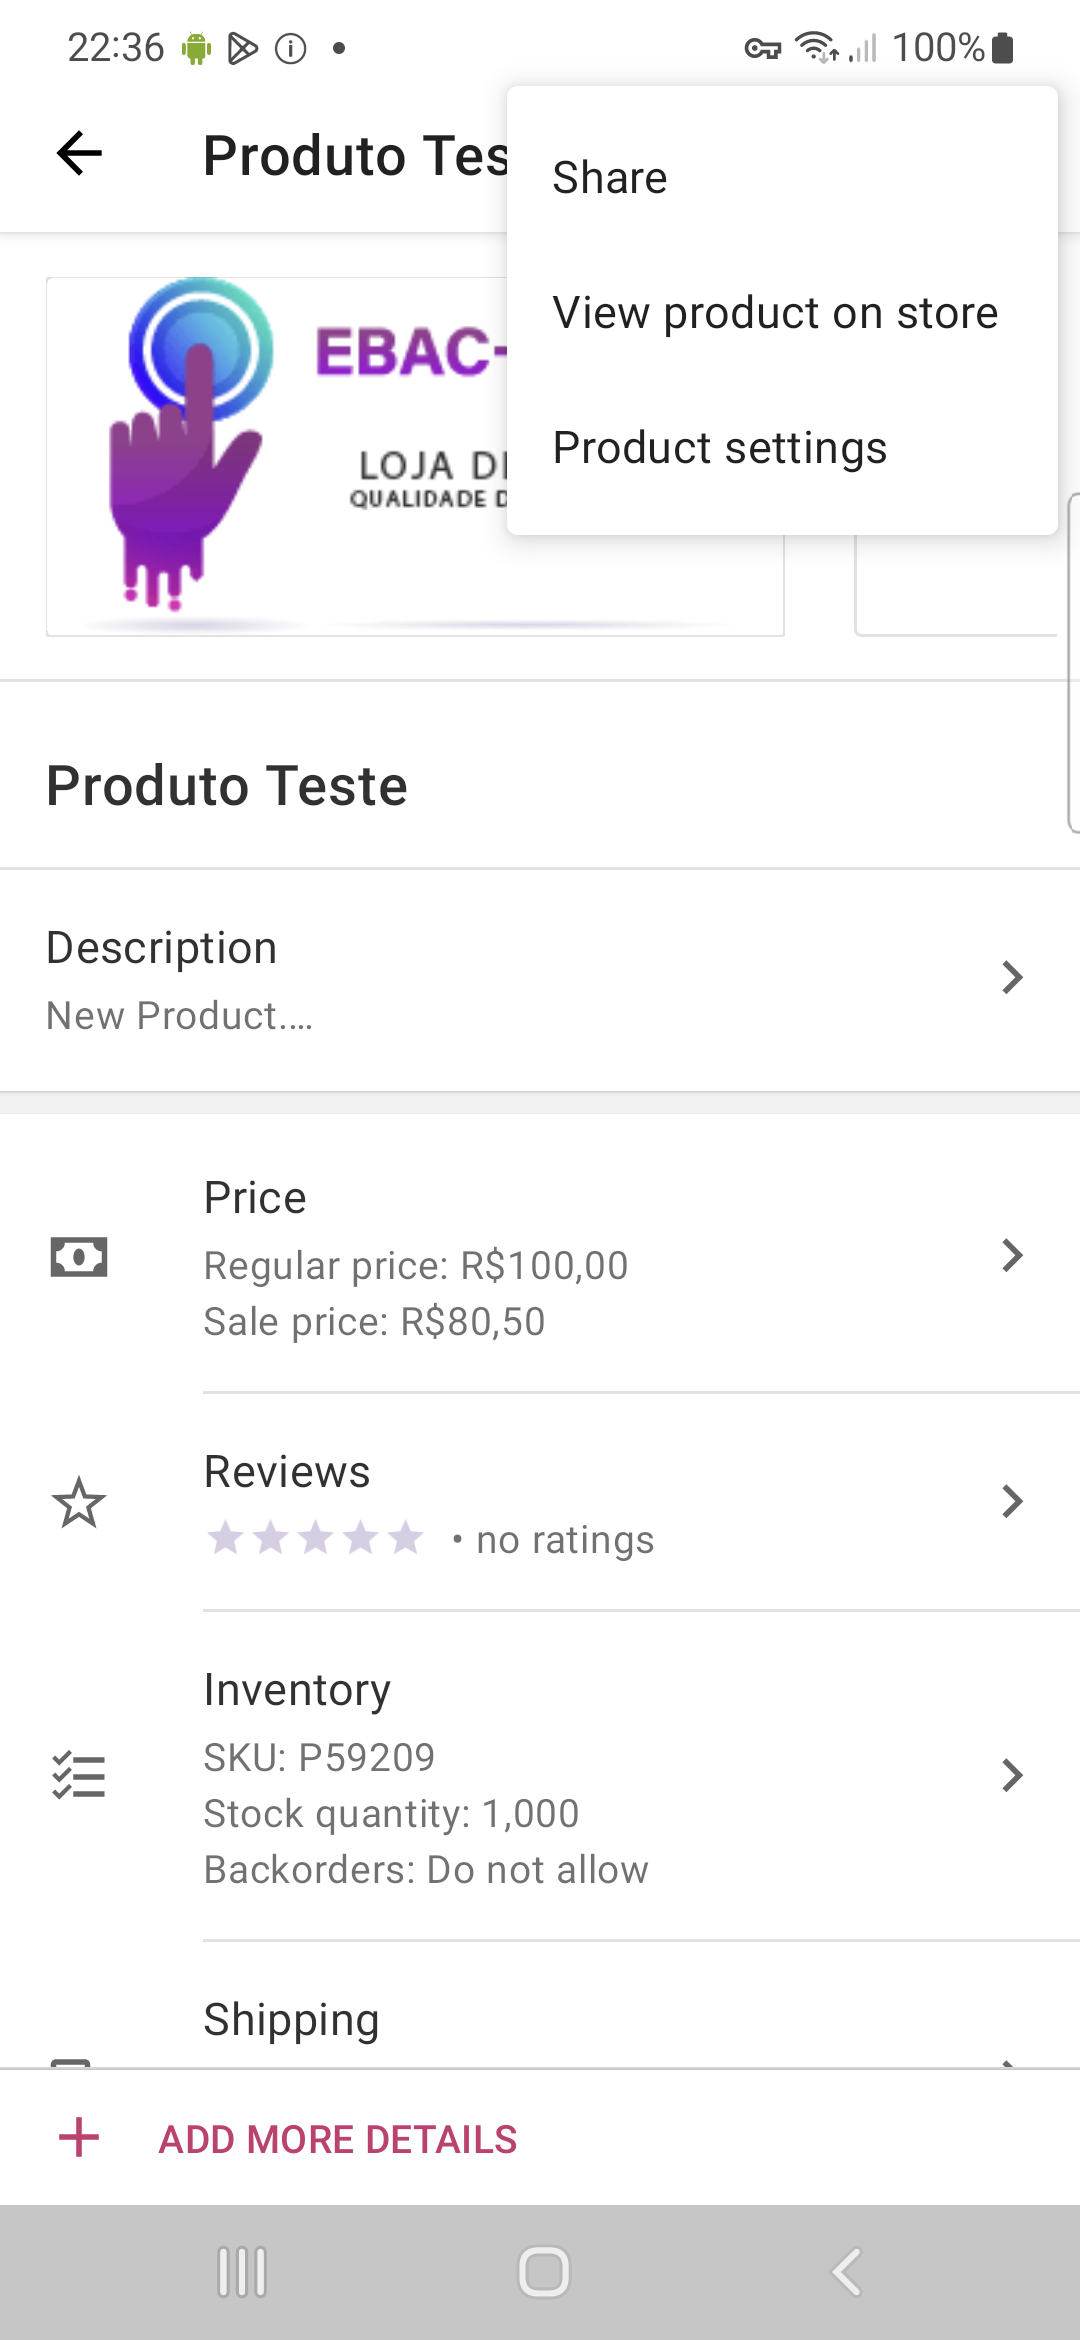 22:36
100%
Produto Tes
Share
View product on store
Product settings
EBAC-
LOJA D
QUALIDADE D
Produto Teste
Description
New Product....
Price
Regular price: R$100,00
Sale price: R$80,50
Reviews
• no ratings
Inventory
SKU: P59209
Stock quantity: 1,000
Backorders: Do not allow
Shipping
ADD MORE DETAILS